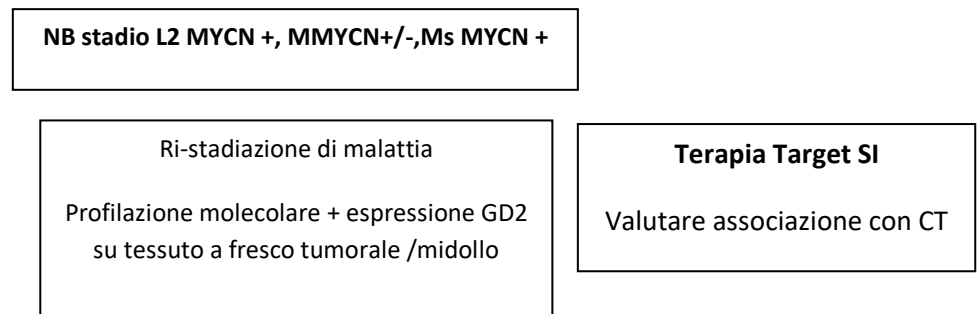 NB stadio L2 MYCN +, MMYCN+/-,Ms MYCN +
Ri-stadiazione di malattia
Profilazione molecolare + espressione GD2
su tessuto a fresco tumorale /midollo
Terapia Target SI
Valutare associazione con CT